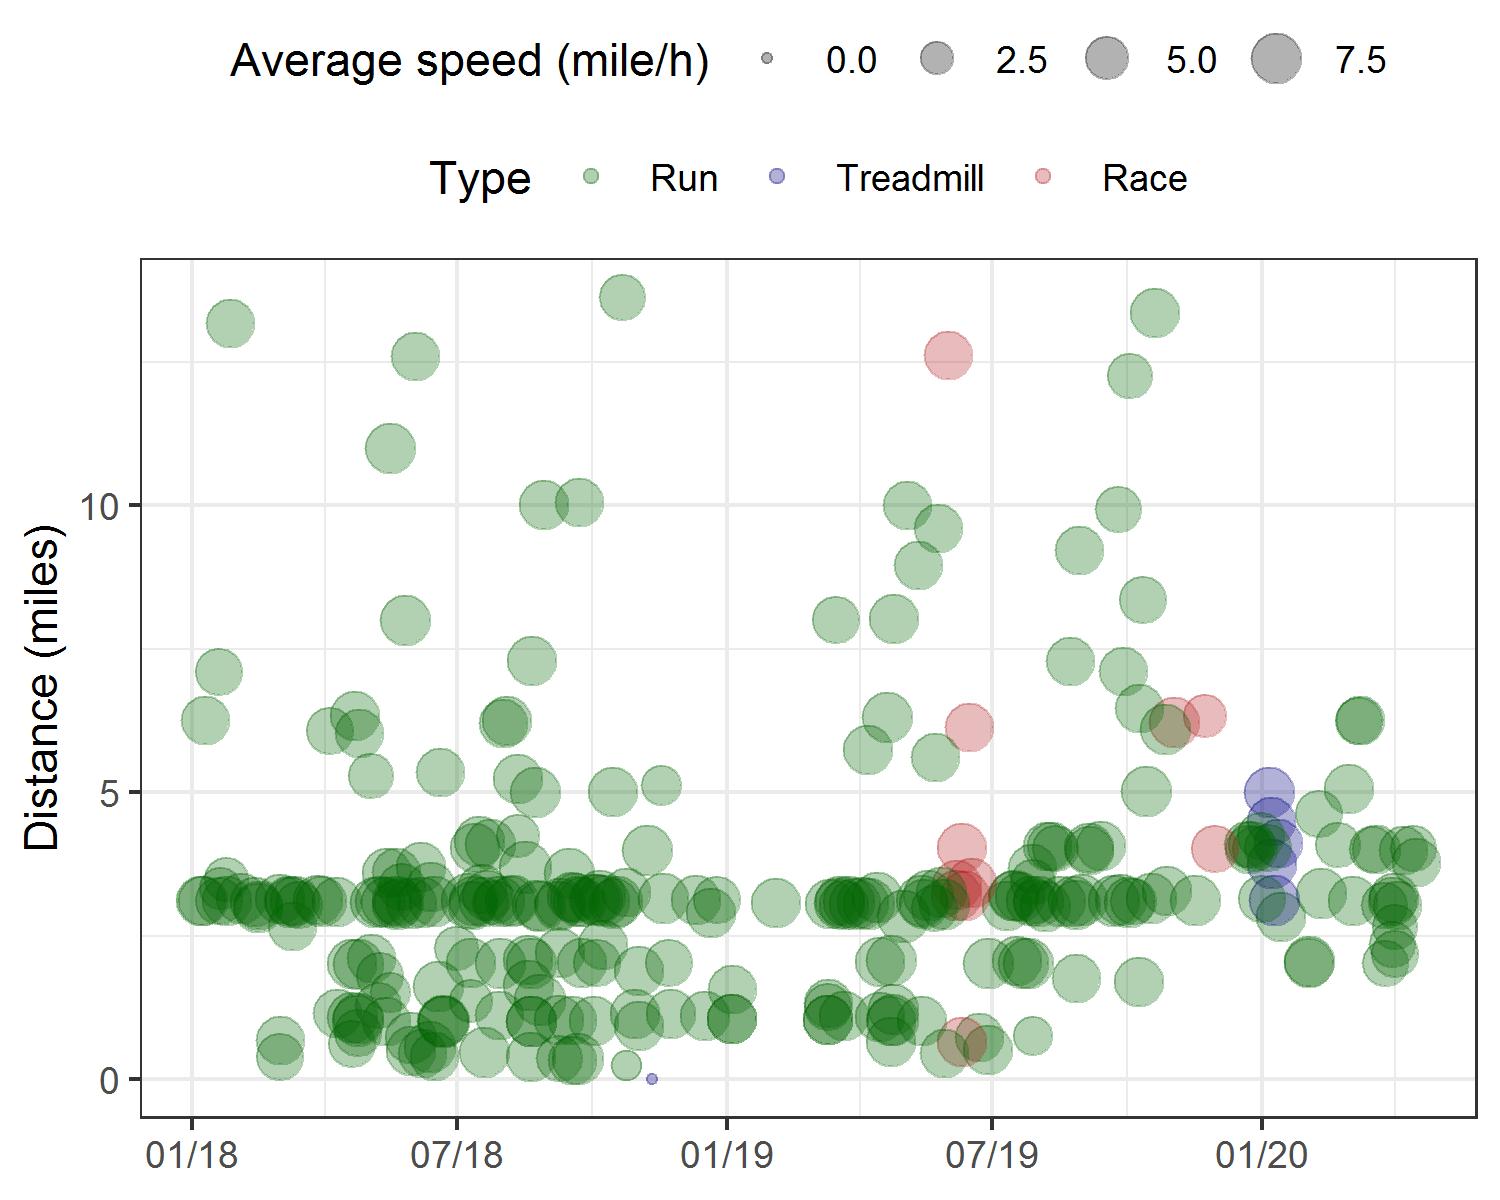 Average speed (mile/h) 0.0 2.5 5.0 7.5
Type Run Treadmill Race
Distance (miles)
10
5
0
01/18 07/18 01/19 07/19 01/20